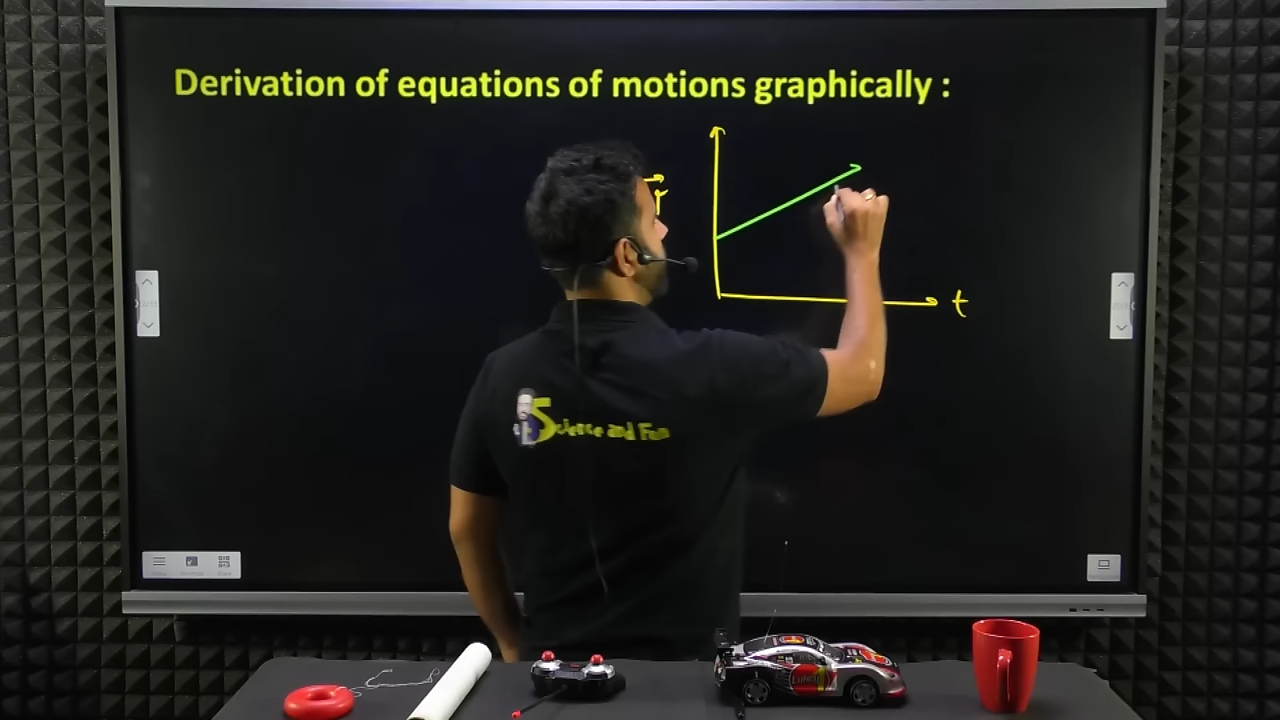 Derivation of equations of motions graphically :
t
Science and Fun